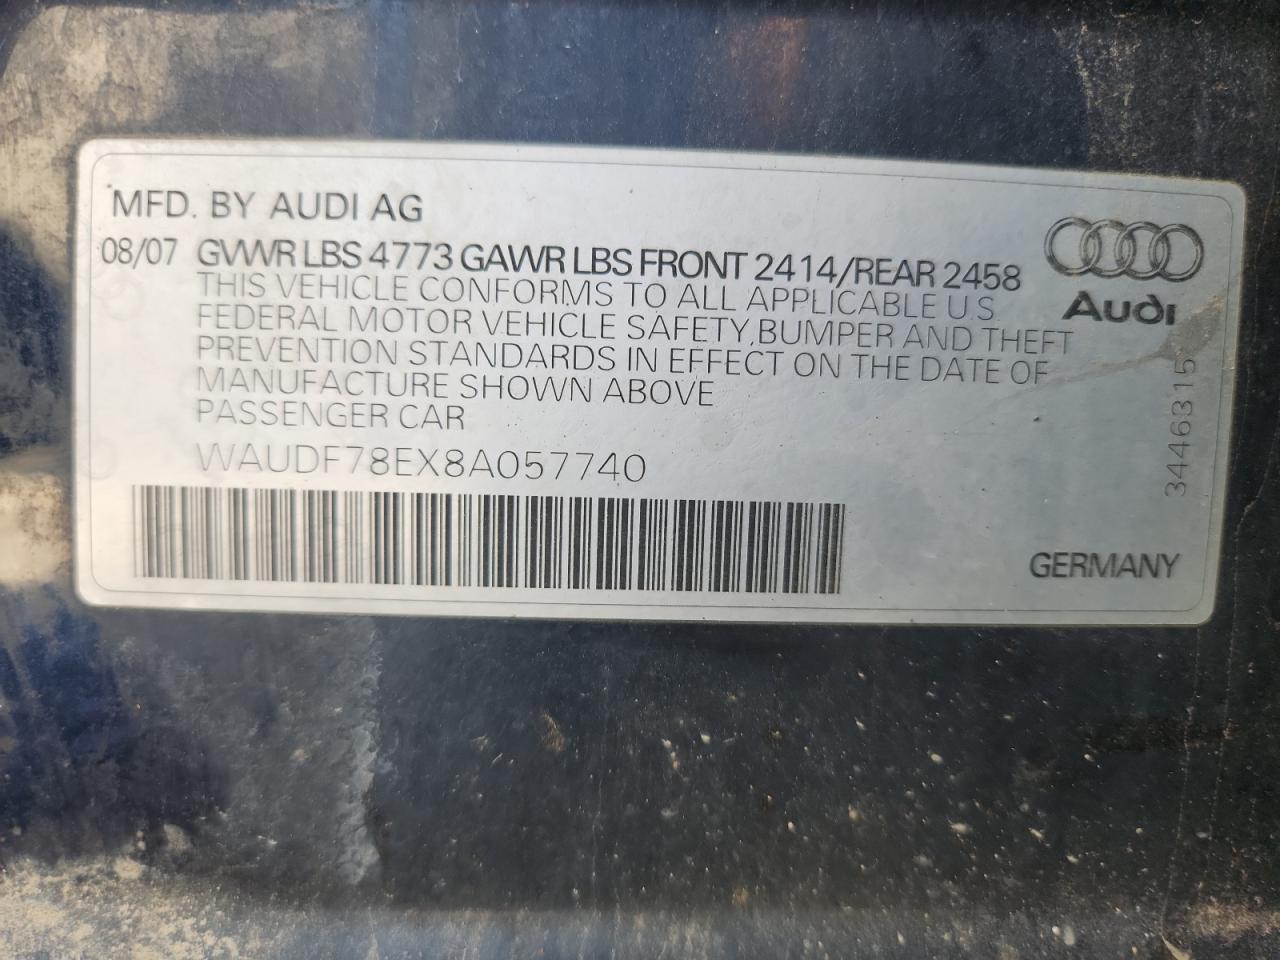 MFD. BY AUDI AG
08/07 GVWR LBS 4773 GAWR LBS FRONT 2414/REAR 2458
THIS VEHICLE CONFORMS TO ALL APPLICABLE U.S.
FEDERAL MOTOR VEHICLE SAFETY, BUMPER AND THEFT
PREVENTION STANDARDS IN EFFECT ON THE DATE OF
MANUFACTURE SHOWN ABOVE
PASSENGER CAR
WAUDF78EX8A057740
Audi
34463315
GERMANY